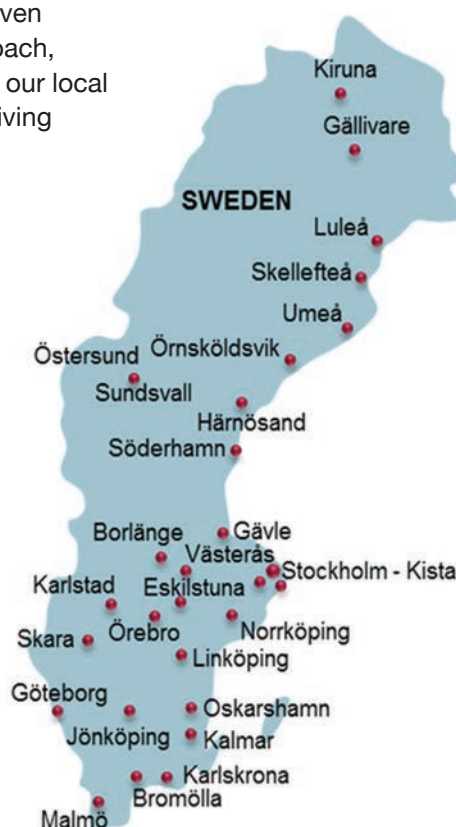 ven
oach,
our local
iving
Kiruna
Gällivare
SWEDEN
Luleå
Skellefteå
Umeå
Örnsköldsvik
Östersund
Sundsvall
Härnösand
Söderhamn
Borlänge
Gävle
Västerås
Stockholm - Kista
Karlstad
Eskilstuna
Skara
Örebro
Norrköping
Linköping
Göteborg
Oskarshamn
Jönköping
Kalmar
Karlskrona
Bromölla
Malmö